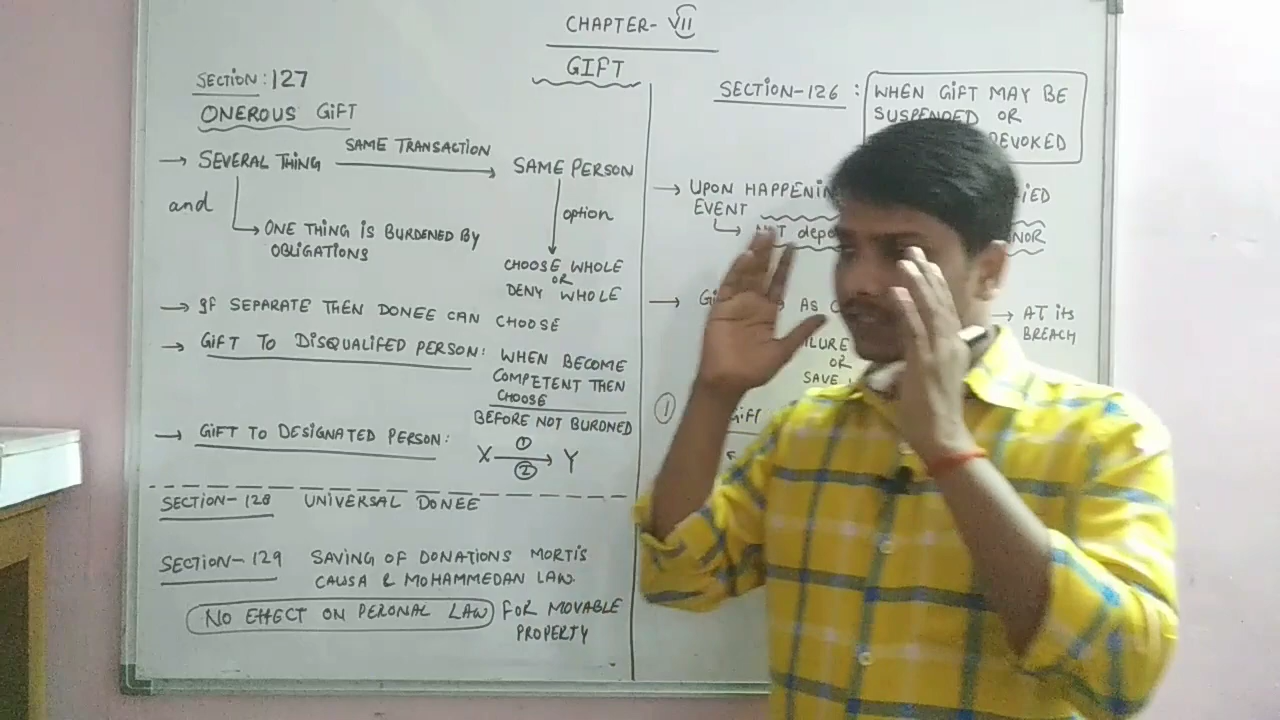 CHAPTER- VII
GIFT
SECTION: 127
ONEROUS GIFT
→ SEVERAL THING SAME TRANSACTION → SAME PERSON
and
ONE THING IS BURDENED BY
OBLIGATIONS
option
CHOOSE WHOLE
OR
DENY WHOLE
→ If SEPARATE THEN DONEE CAN CHOOSE
→ GIFT TO DISQUALIFED PERSON: WHEN BECOME
COMPETENT THEN
CHOOSE
BEFORE NOT BURDNED
→ GIFT TO DESIGNATED PERSON:
X → Y
①
②
SECTION- 128 UNIVERSAL DONEE
SECTION- 129 SAVING OF DONATIONS MORTIS
CAUSA & MOHAMMEDAN LAW
NO EFFECT ON PERONAL LAW FOR MOVABLE
PROPERTY
SECTION-126 : WHEN GIFT MAY BE
SUSPENDED OR
REVOKED
→ UPON HAPPENIN
EVENT
→ AS
→ AT its
BREACH
OR
SAVE
①